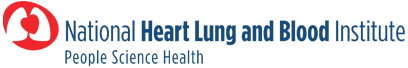 National Heart Lung and Blood Institute
People Science Health